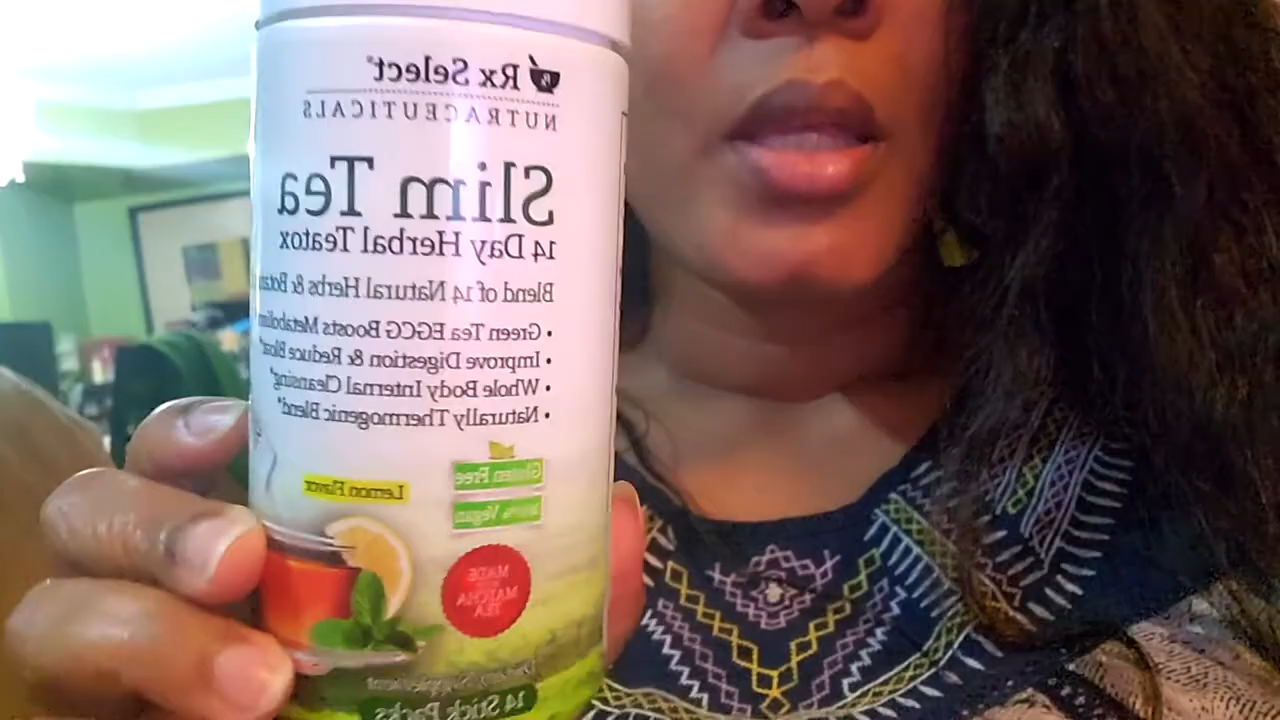 Rx Select®
NUTRACEUTICALS
Slim Tea
14 Day Herbal Teatox
Blend of 14 Natural Herbs &
• Green Tea EGCG Boosts
• Improve Digestion & Reduce
• Whole Body Internal Cleansing*
• Naturally Thermogenic Blend*
Gluten Free
Lemon Flavor
100% Vegan
MADE
MATCHA
TEA
Dietary Supplement
14 Stick Packs